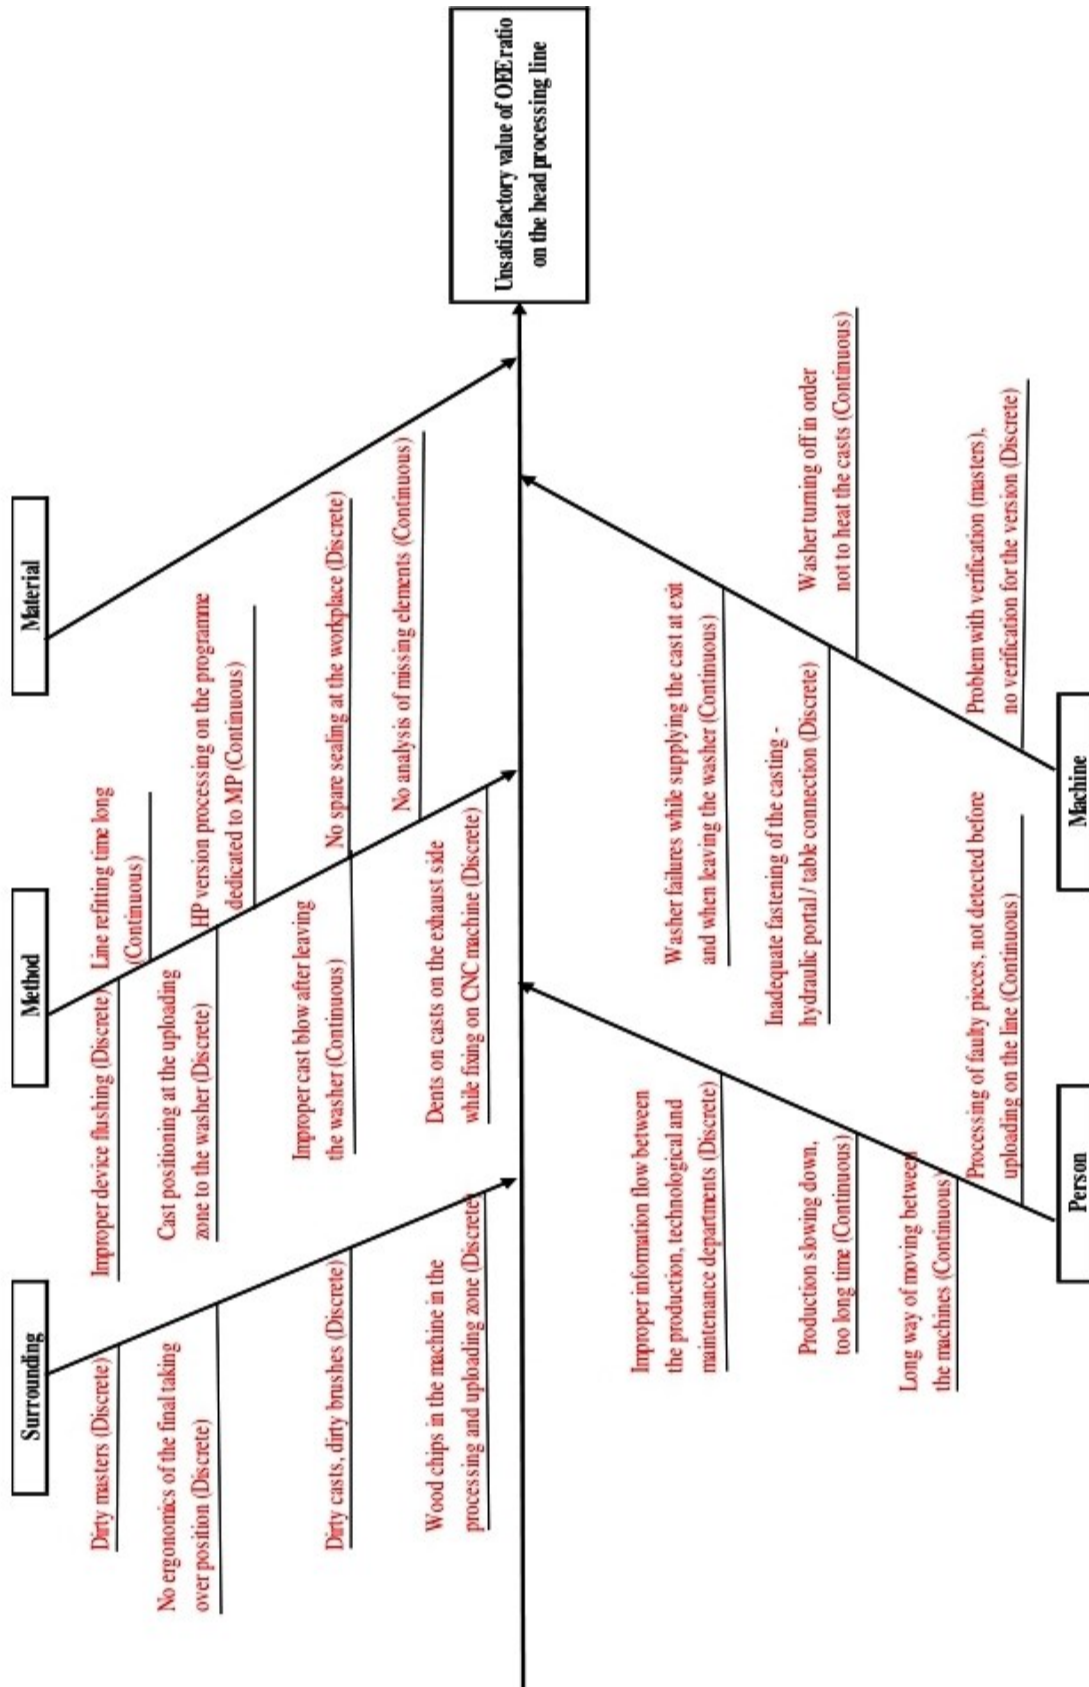 Surrounding
Method
Material
Dirty masters (Discrete)
No ergonomics of the final taking
over position (Discrete)
Dirty casts, dirty brushes (Discrete)
Wood chips in the machine in the
processing and uploading zone (Discrete)
Improper device flushing (Discrete)
Cast positioning at the uploading
zone to the washer (Discrete)
Improper cast blow after leaving
the washer (Continuous)
Dents on casts on the exhaust side
while fixing on CNC machine (Discrete)
Line refitting time long
(Continuous)
HP version processing on the programme
dedicated to MP (Continuous)
No spare sealing at the workplace (Discrete)
No analysis of missing elements (Continuous)
Unsatisfactory value of OEE ratio
on the head processing line
Improper information flow between
the production, technological and
maintenance departments (Discrete)
Production slowing down,
too long time (Continuous)
Long way of moving between
the machines (Continuous)
Processing of faulty pieces, not detected before
uploading on the line (Continuous)
Washer failures while supplying the cast at exit
and when leaving the washer (Continuous)
Inadequate fastening of the casting -
hydraulic portal / table connection (Discrete)
Washer turning off in order
not to heat the casts (Continuous)
Problem with verification (masters),
no verification for the version (Discrete)
Person
Machine